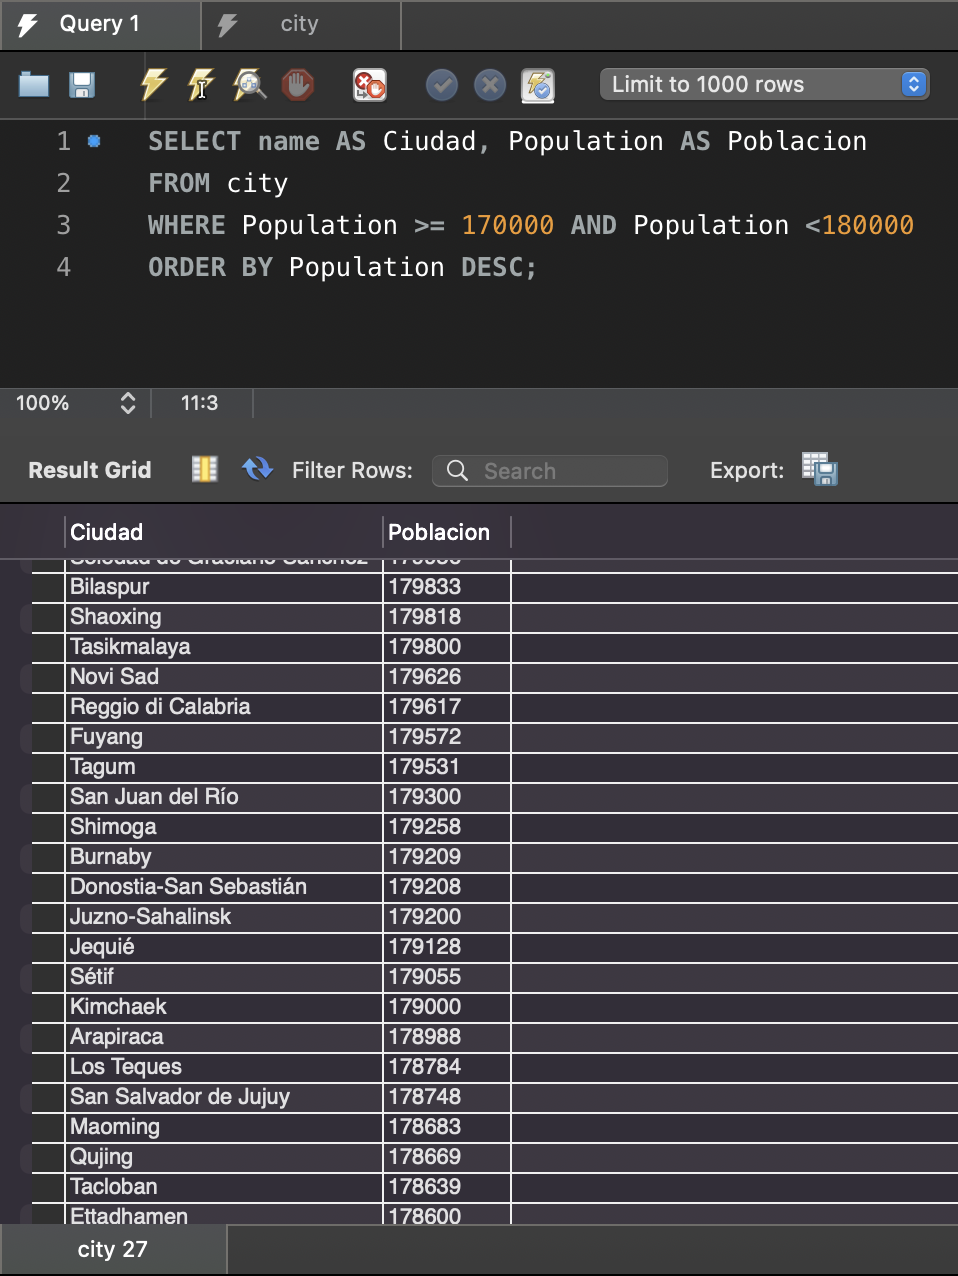 Query 1 city
Limit to 1000 rows
1 SELECT name AS Ciudad, Population AS Poblacion
2 FROM city
3 WHERE Population >= 170000 AND Population <180000
4 ORDER BY Population DESC;
100% 11:3
Result Grid Filter Rows: Search Export:
Ciudad Poblacion
Bilaspur 179833
Shaoxing 179818
Tasikmalaya 179800
Novi Sad 179626
Reggio di Calabria 179617
Fuyang 179572
Tagum 179531
San Juan del Río 179300
Shimoga 179258
Burnaby 179209
Donostia-San Sebastián 179208
Juzno-Sahalinsk 179200
Jequié 179128
Sétif 179055
Kimchaek 179000
Arapiraca 178988
Los Teques 178784
San Salvador de Jujuy 178748
Maoming 178683
Qujing 178669
Tacloban 178639
Ettadhamen 178600
city 27